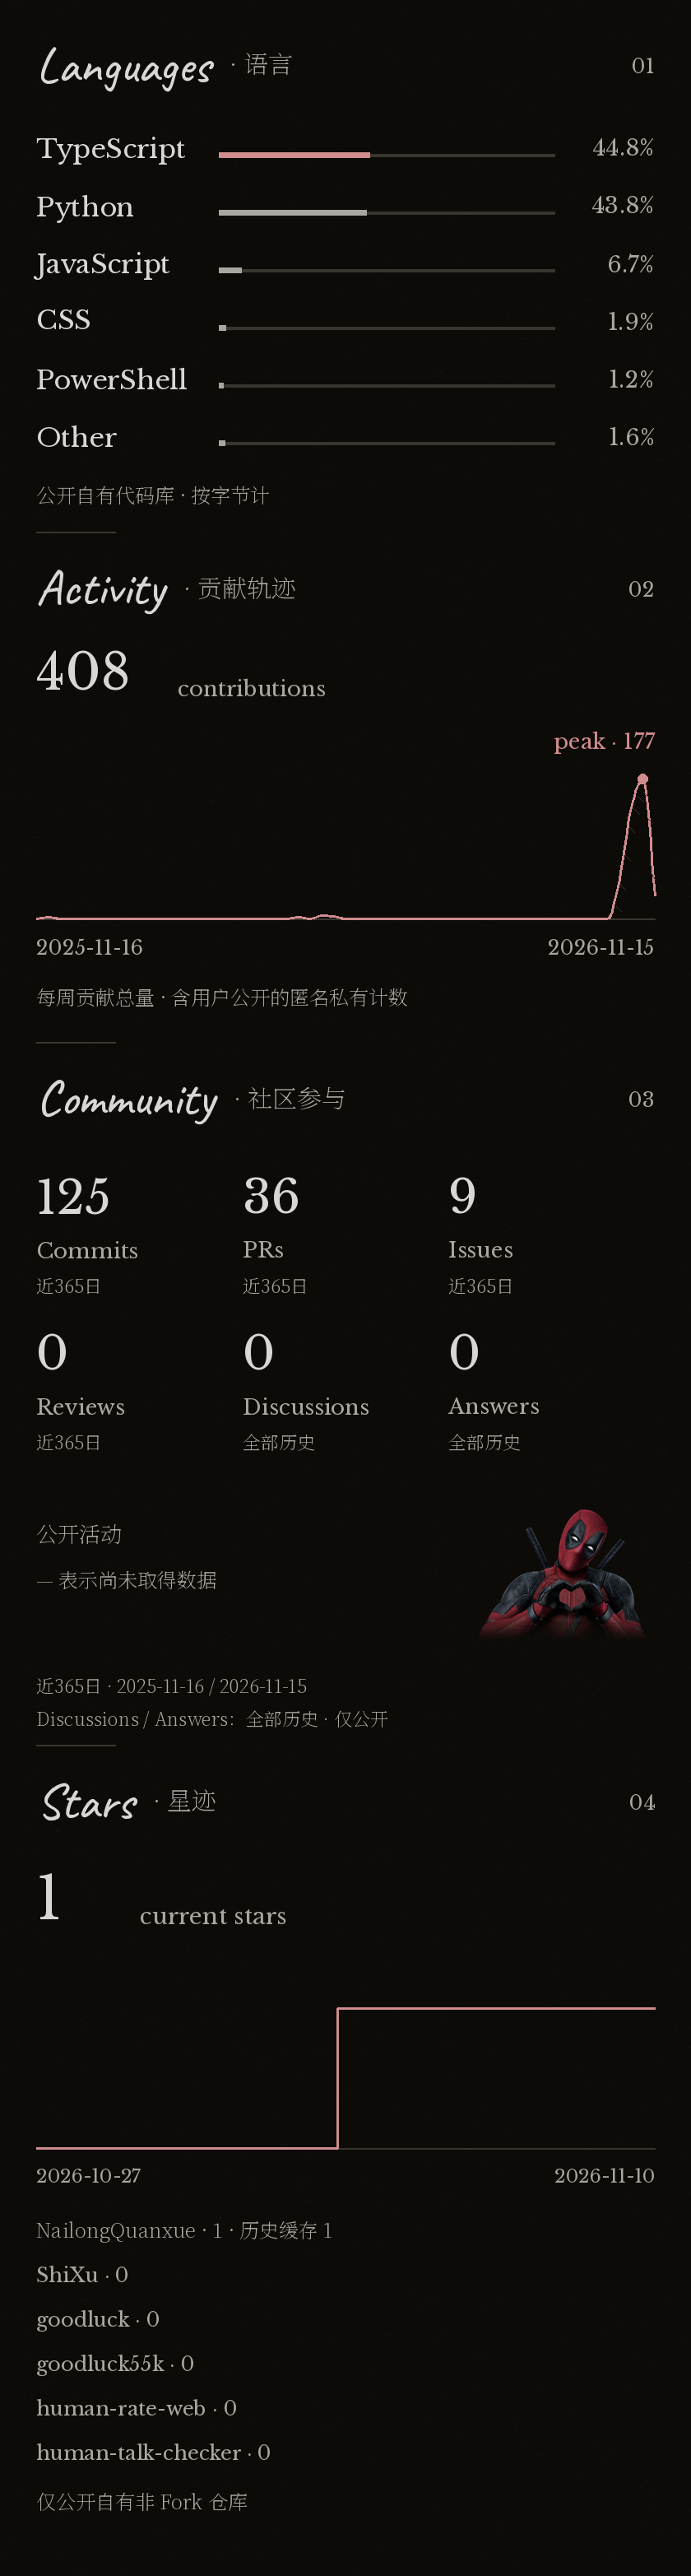 Languages · 语言 01
TypeScript 44.8%
Python 43.8%
JavaScript 6.7%
CSS 1.9%
PowerShell 1.2%
Other 1.6%
公开自有代码库 · 按字节计
Activity · 贡献轨迹 02
408 contributions
peak · 177
2025-11-16 2026-11-15
每周贡献总量 · 含用户公开的匿名私有计数
Community · 社区参与 03
125 36 9
Commits PRs Issues
近365日 近365日 近365日
0 0 0
Reviews Discussions Answers
近365日 全部历史 全部历史
公开活动
— 表示尚未取得数据
近365日 · 2025-11-16 / 2026-11-15
Discussions / Answers：全部历史 · 仅公开
Stars · 星迹 04
1 current stars
2026-10-27 2026-11-10
NailongQuanxue · 1 · 历史缓存 1
ShiXu · 0
goodluck · 0
goodluck55k · 0
human-rate-web · 0
human-talk-checker · 0
仅公开自有非 Fork 仓库